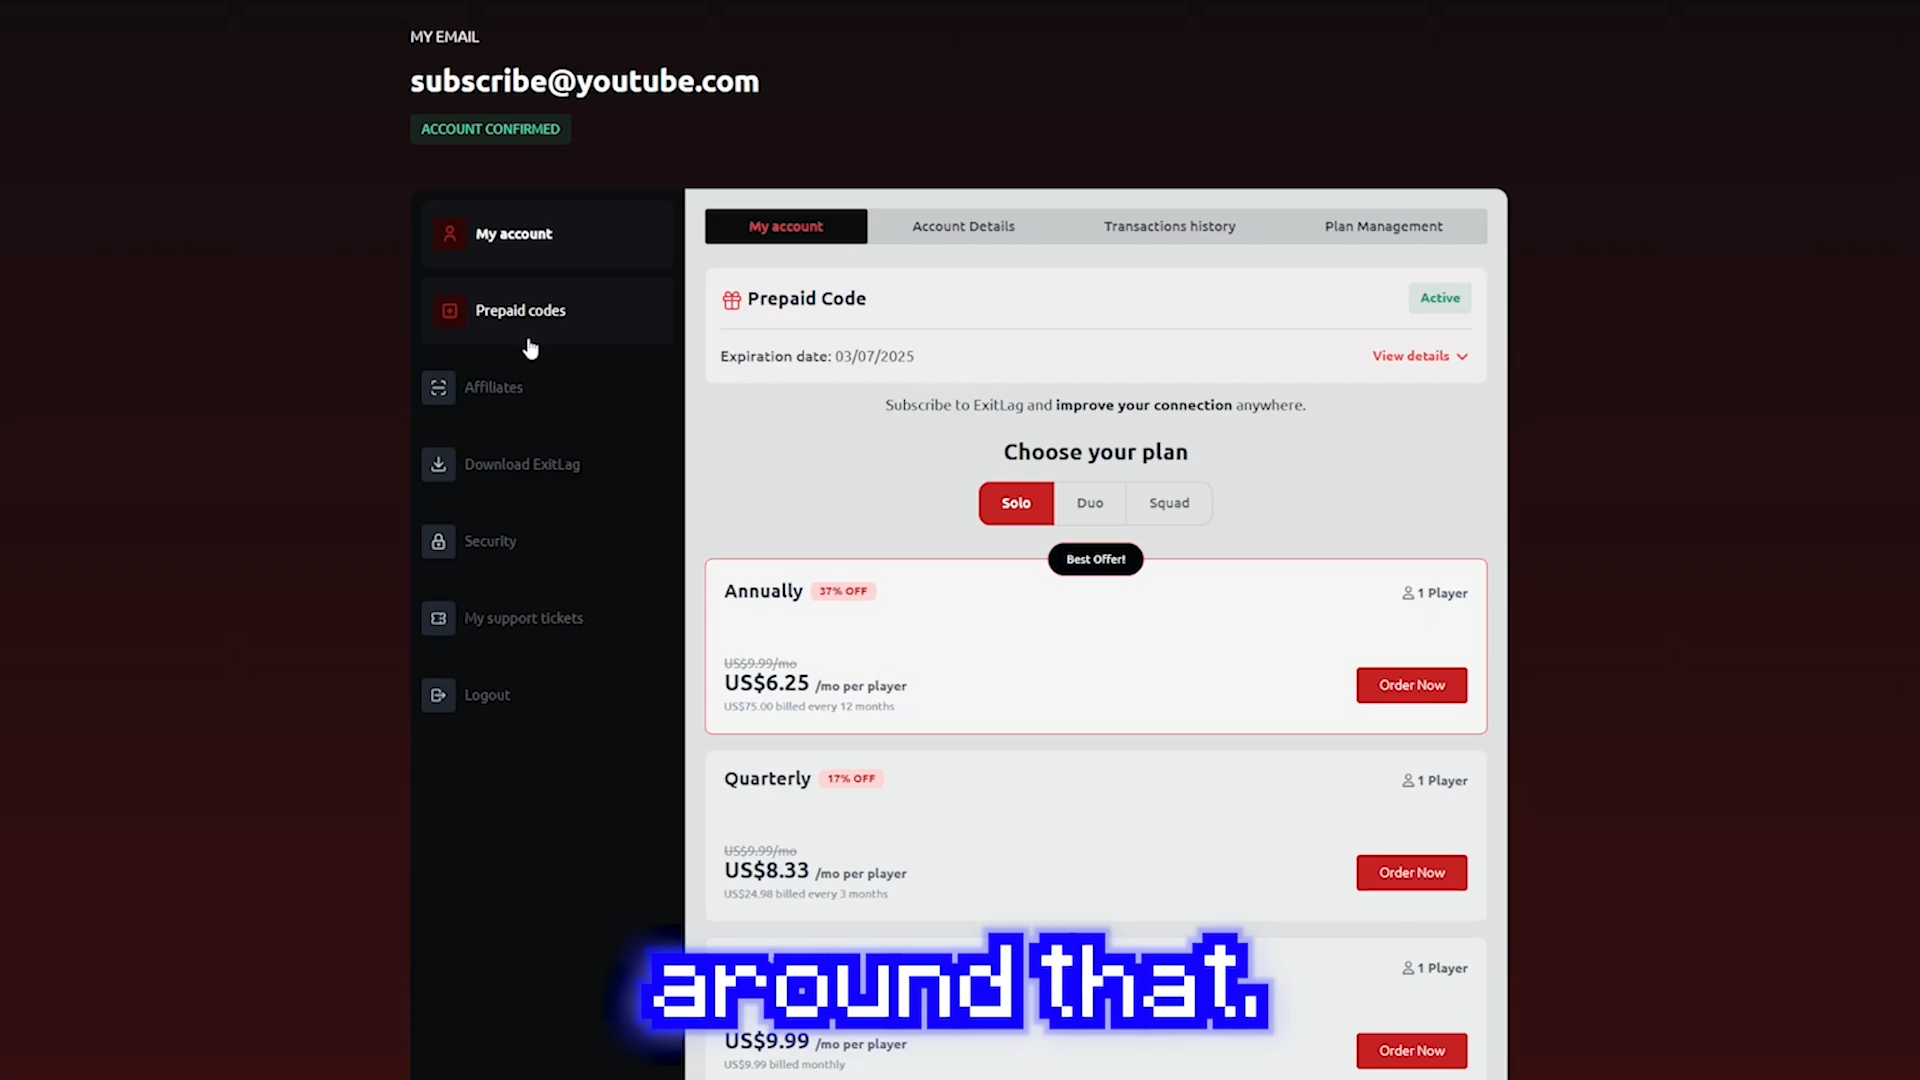 MY EMAIL
subscribe@youtube.com
ACCOUNT CONFIRMED
My account
Prepaid codes
Affiliates
Download ExitLag
Security
My support tickets
Logout
My account
Account Details
Transactions history
Plan Management
Prepaid Code
Active
Expiration date: 03/07/2025
View details
Subscribe to ExitLag and improve your connection anywhere.
Choose your plan
Solo
Duo
Squad
Best Offer!
Annually
37% OFF
1 Player
US$9.99/mo
US$6.25 /mo per player
US$75.00 billed every 12 months
Order Now
Quarterly
17% OFF
1 Player
US$9.99/mo
US$8.33 /mo per player
US$24.98 billed every 3 months
Order Now
1 Player
around that.
US$9.99 /mo per player
US$9.99 billed monthly
Order Now